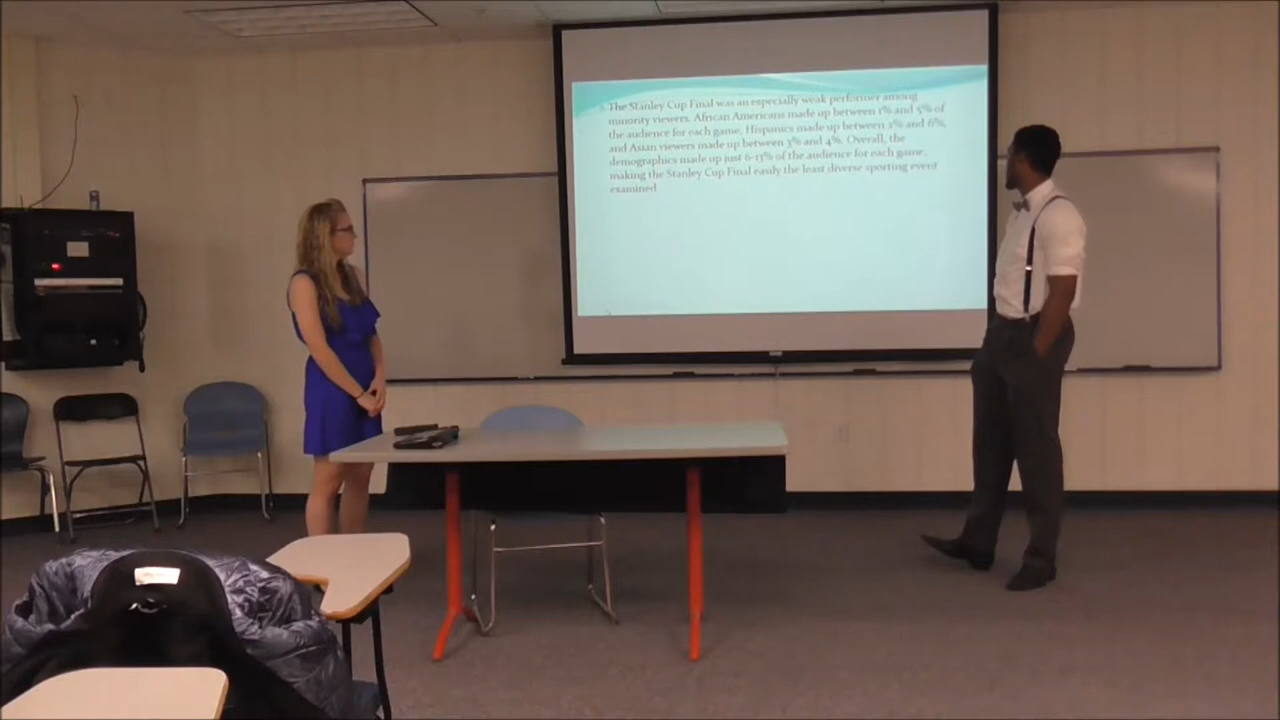 The Stanley Cup Final was an especially weak performer among
minority viewers. African Americans made up between 1% and 5% of
the audience for each game, Hispanics made up between 2% and 6%,
and Asian viewers made up between 3% and 4%. Overall, the
demographics made up just 6-13% of the audience for each game,
making the Stanley Cup Final easily the least diverse sporting event
examined